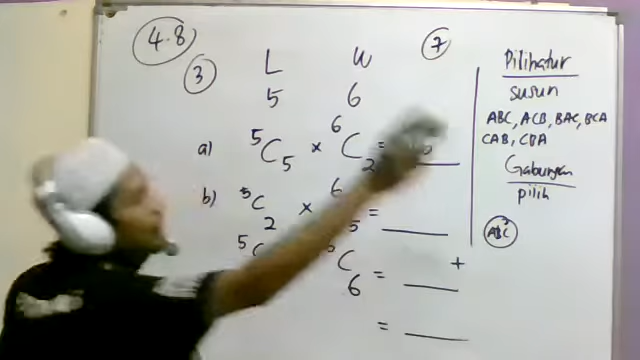 4.8
3 L W 7
5 6
a) ⁵C₅ × ⁶C₂ =
b) ⁵C₂ × ⁶ ₅ =
⁵C C₆ = +
=
Pilihatur
susun
ABC, ACB, BAC, BCA
CAB, CBA
Gabungan
pilih
ABC